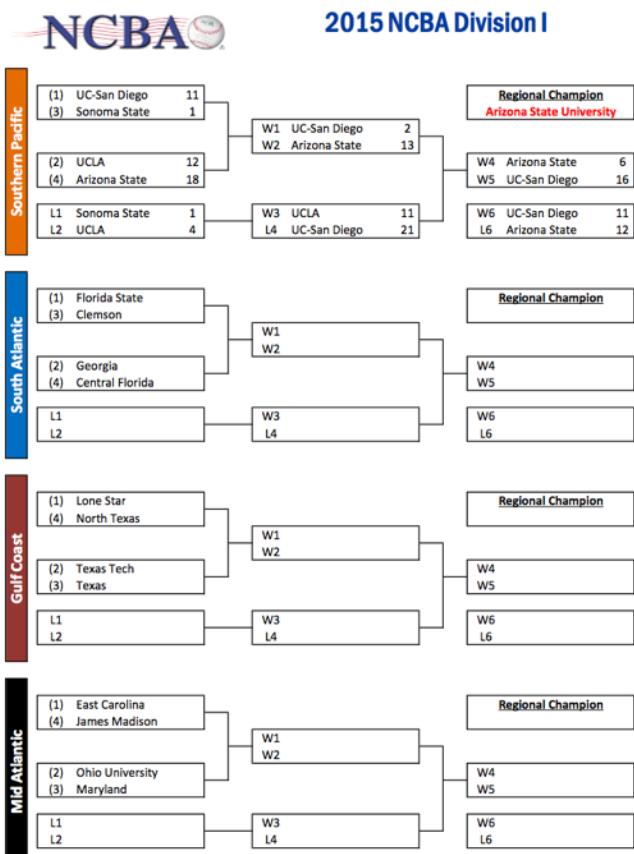 NCBA
2015 NCBA Division I
Southern Pacific
(1) UC-San Diego 11
(3) Sonoma State 1
(2) UCLA 12
(4) Arizona State 18
L1 Sonoma State 1
L2 UCLA 4
W1 UC-San Diego 2
W2 Arizona State 13
W3 UCLA 11
L4 UC-San Diego 21
Regional Champion
Arizona State University
W4 Arizona State 6
W5 UC-San Diego 16
W6 UC-San Diego 11
L6 Arizona State 12
South Atlantic
(1) Florida State
(3) Clemson
(2) Georgia
(4) Central Florida
L1
L2
W1
W2
W3
L4
Regional Champion
W4
W5
W6
L6
Gulf Coast
(1) Lone Star
(4) North Texas
(2) Texas Tech
(3) Texas
L1
L2
W1
W2
W3
L4
Regional Champion
W4
W5
W6
L6
Mid Atlantic
(1) East Carolina
(4) James Madison
(2) Ohio University
(3) Maryland
L1
L2
W1
W2
W3
L4
Regional Champion
W4
W5
W6
L6